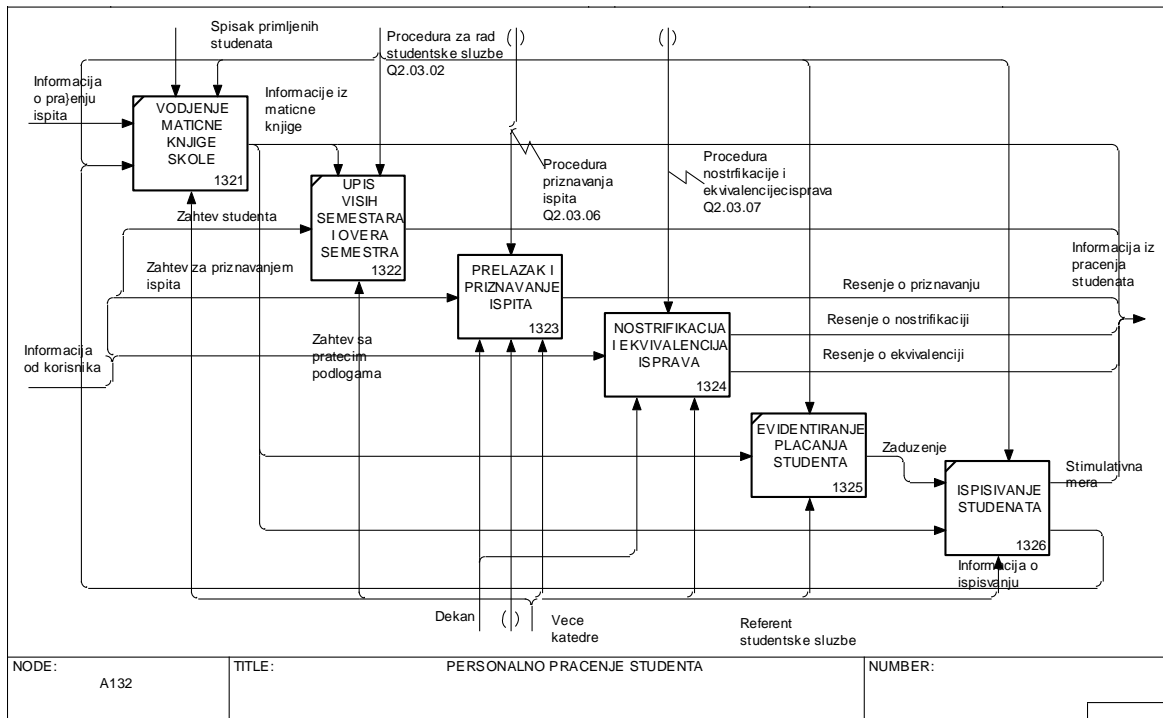 Spisak primljenih
studenata
Procedura za rad
studentske sluzbe
Q2.03.02
( )
( )
Informacija
o pra}enju
ispita
VODJENJE
MATICNE
KNJIGE
SKOLE
1321
Informacije iz
maticne
knjige
Procedura
priznavanja
ispita
Q2.03.06
Procedura
nostrfikacije i
ekvivalencijecisprava
Q2.03.07
Zahtev studenta
UPIS
VISIH
SEMESTARA
I OVERA
SEMESTRA
1322
Zahtev za priznavanjem
ispita
PRELAZAK I
PRIZNAVANJE
ISPITA
1323
Informacija iz
pracenja
studenata
Resenje o priznavanju
Resenje o nostrifikaciji
Resenje o ekvivalenciji
NOSTRIFIKACIJA
I EKVIVALENCIJA
ISPRAVA
1324
Informacija
od korisnika
Zahtev sa
pratecim
podlogama
EVIDENTIRANJE
PLACANJA
STUDENTA
1325
Zaduzenje
ISPISIVANJE
STUDENATA
1326
Stimulativna
mera
Informacija o
ispisvanju
Dekan
( )
Vece
katedre
Referent
studentske sluzbe
NODE:
A132
TITLE:
PERSONALNO PRACENJE STUDENTA
NUMBER: